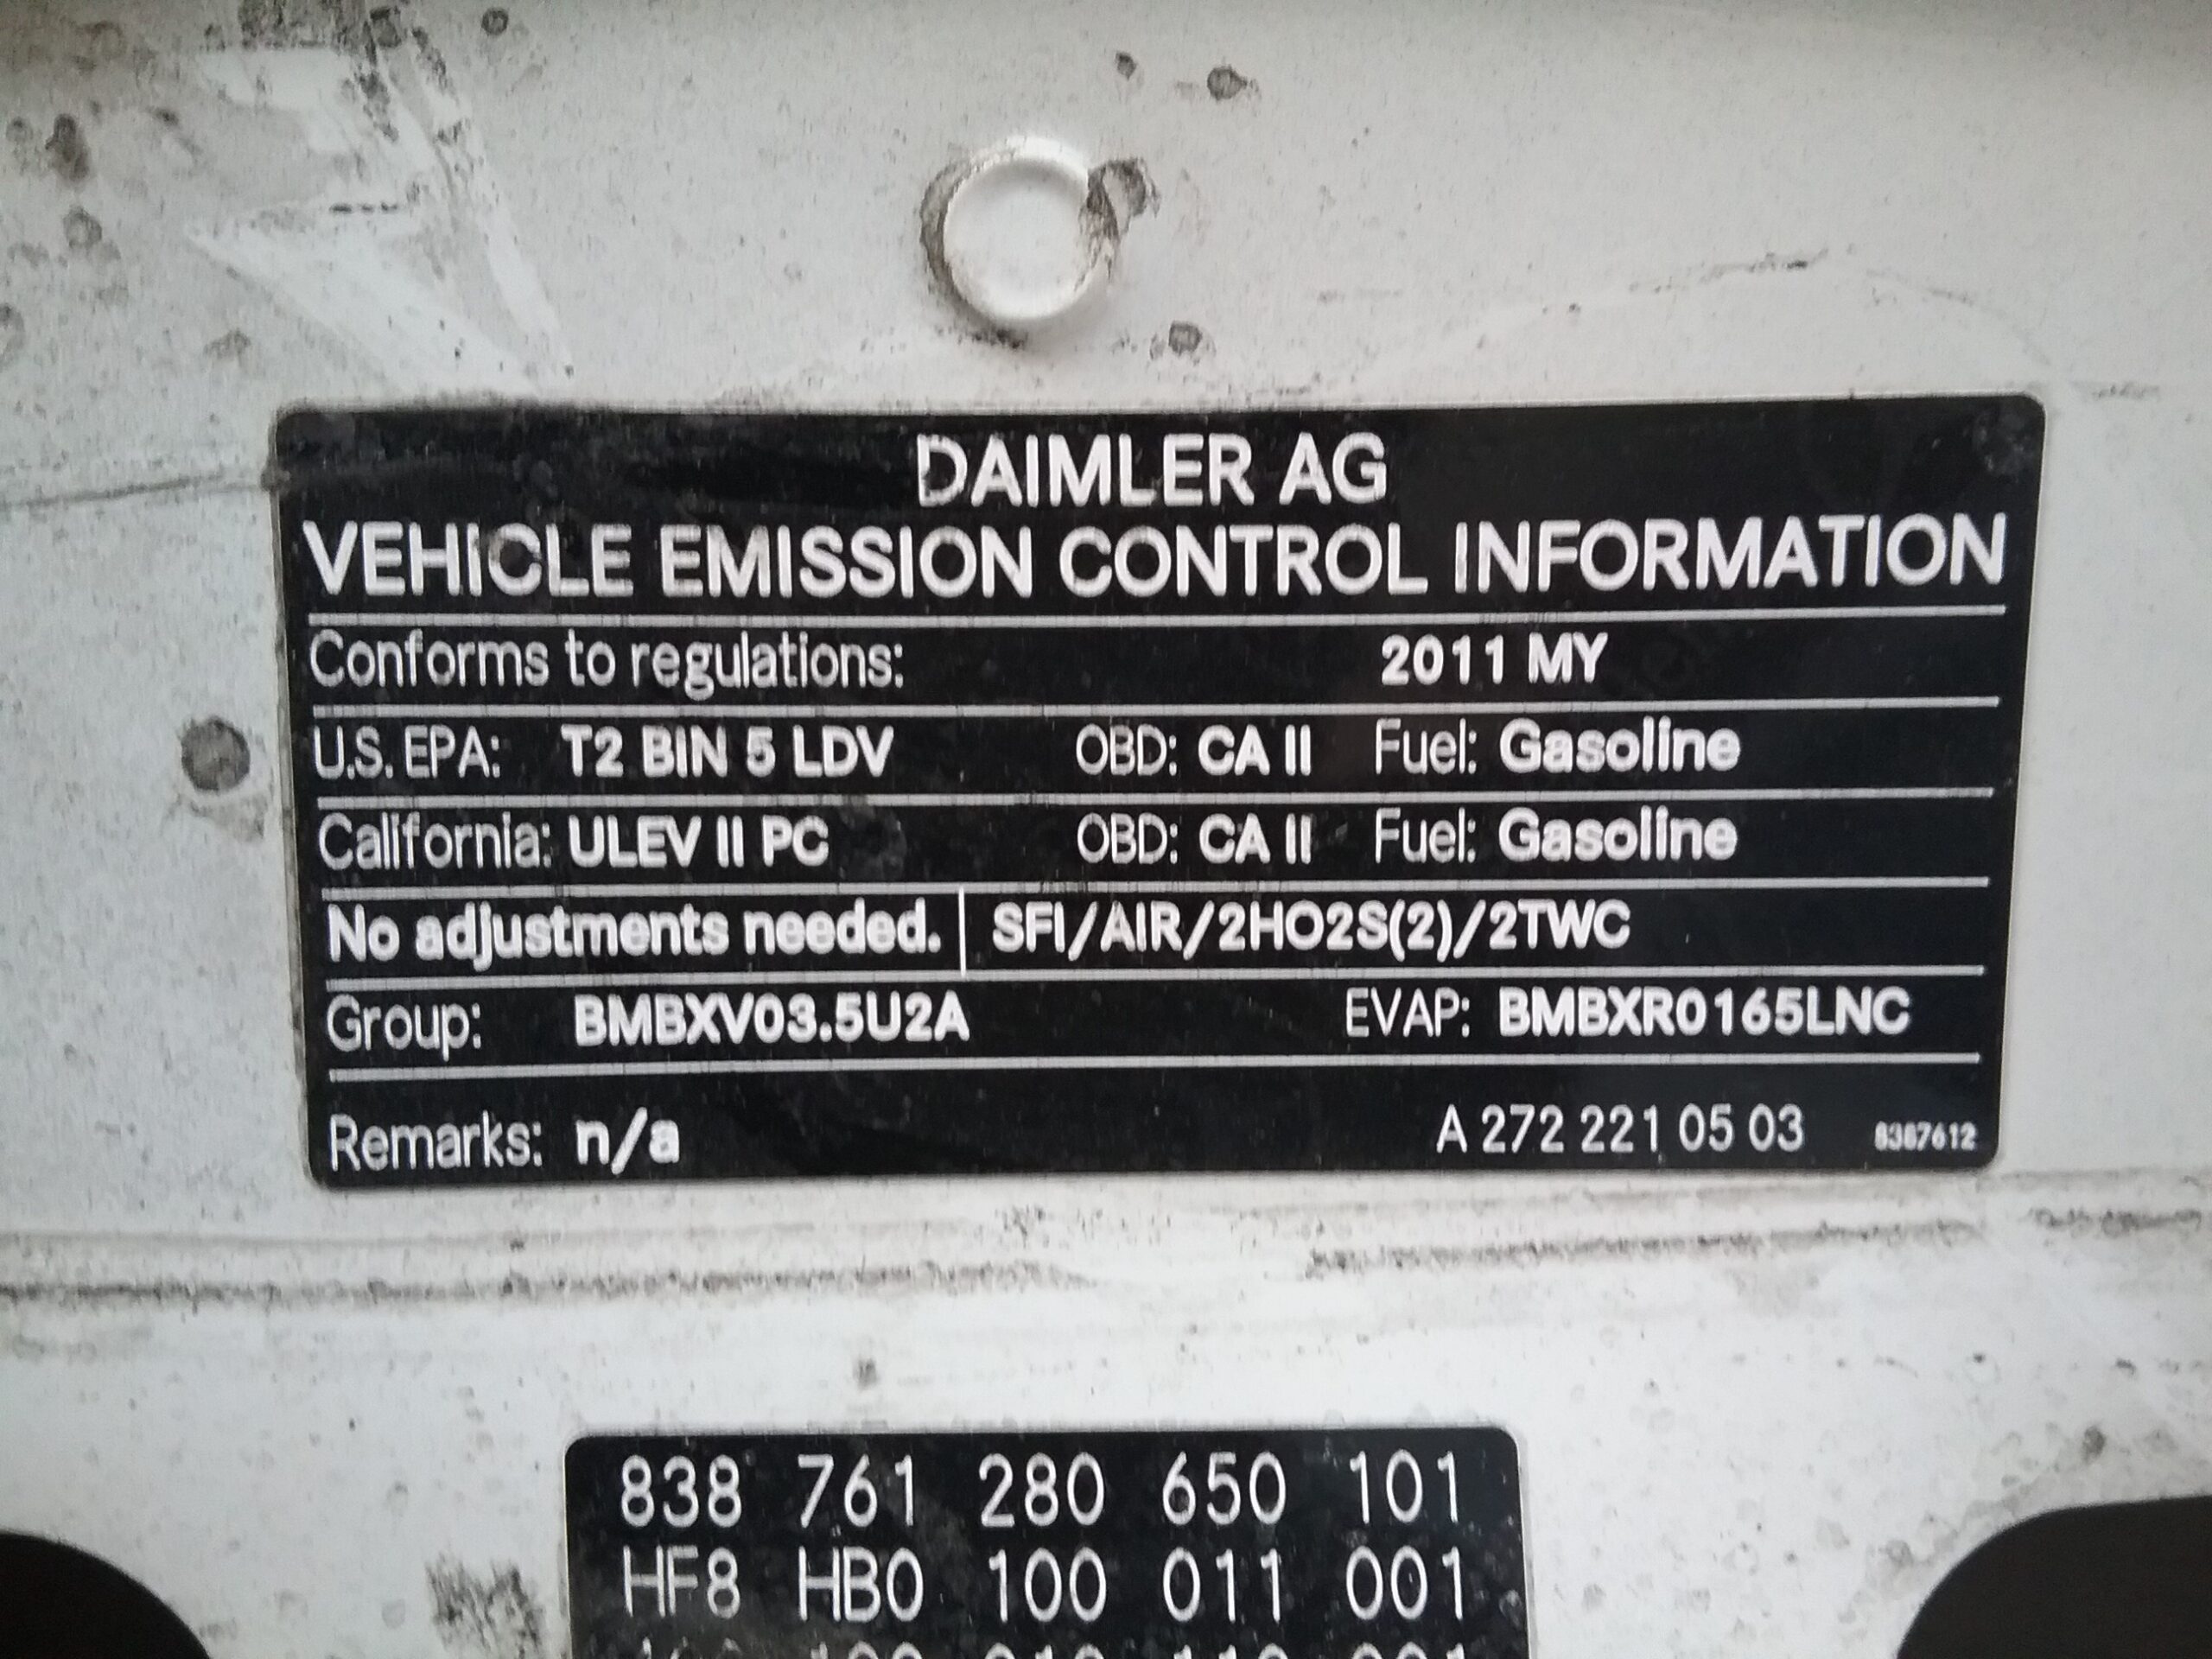 DAIMLER AG
VEHICLE EMISSION CONTROL INFORMATION
Conforms to regulations: 2011 MY
U.S. EPA: T2 BIN 5 LDV OBD: CA II Fuel: Gasoline
California: ULEV II PC OBD: CA II Fuel: Gasoline
No adjustments needed. SFI/AIR/2HO2S(2)/2TWC
Group: BMBXV03.5U2A EVAP: BMBXR0165LNC
Remarks: n/a A 272 221 05 03 8387612
838 761 280 650 101
HF8 HB0 100 011 001